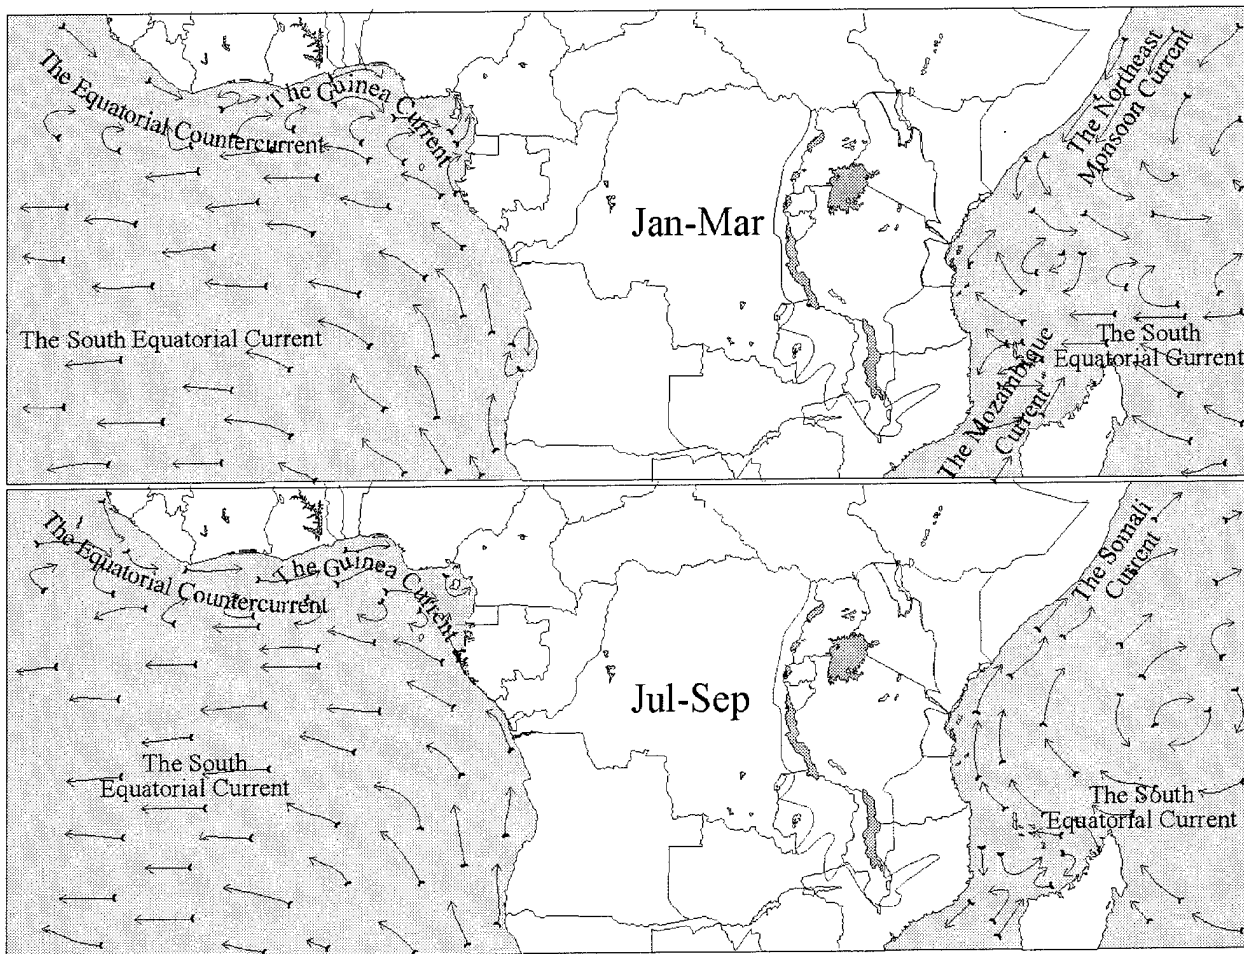 The Equatorial Countercurrent
The Guinea Current
The Northeast
Monsoon Current
Jan-Mar
The South Equatorial Current
The South
Equatorial Gurrent
The Mozambique
Current
The Equatorial Countercurrent
The Guinea Current
The Somali
Current
Jul-Sep
The South
Equatorial Current
The South
Equatorial Current